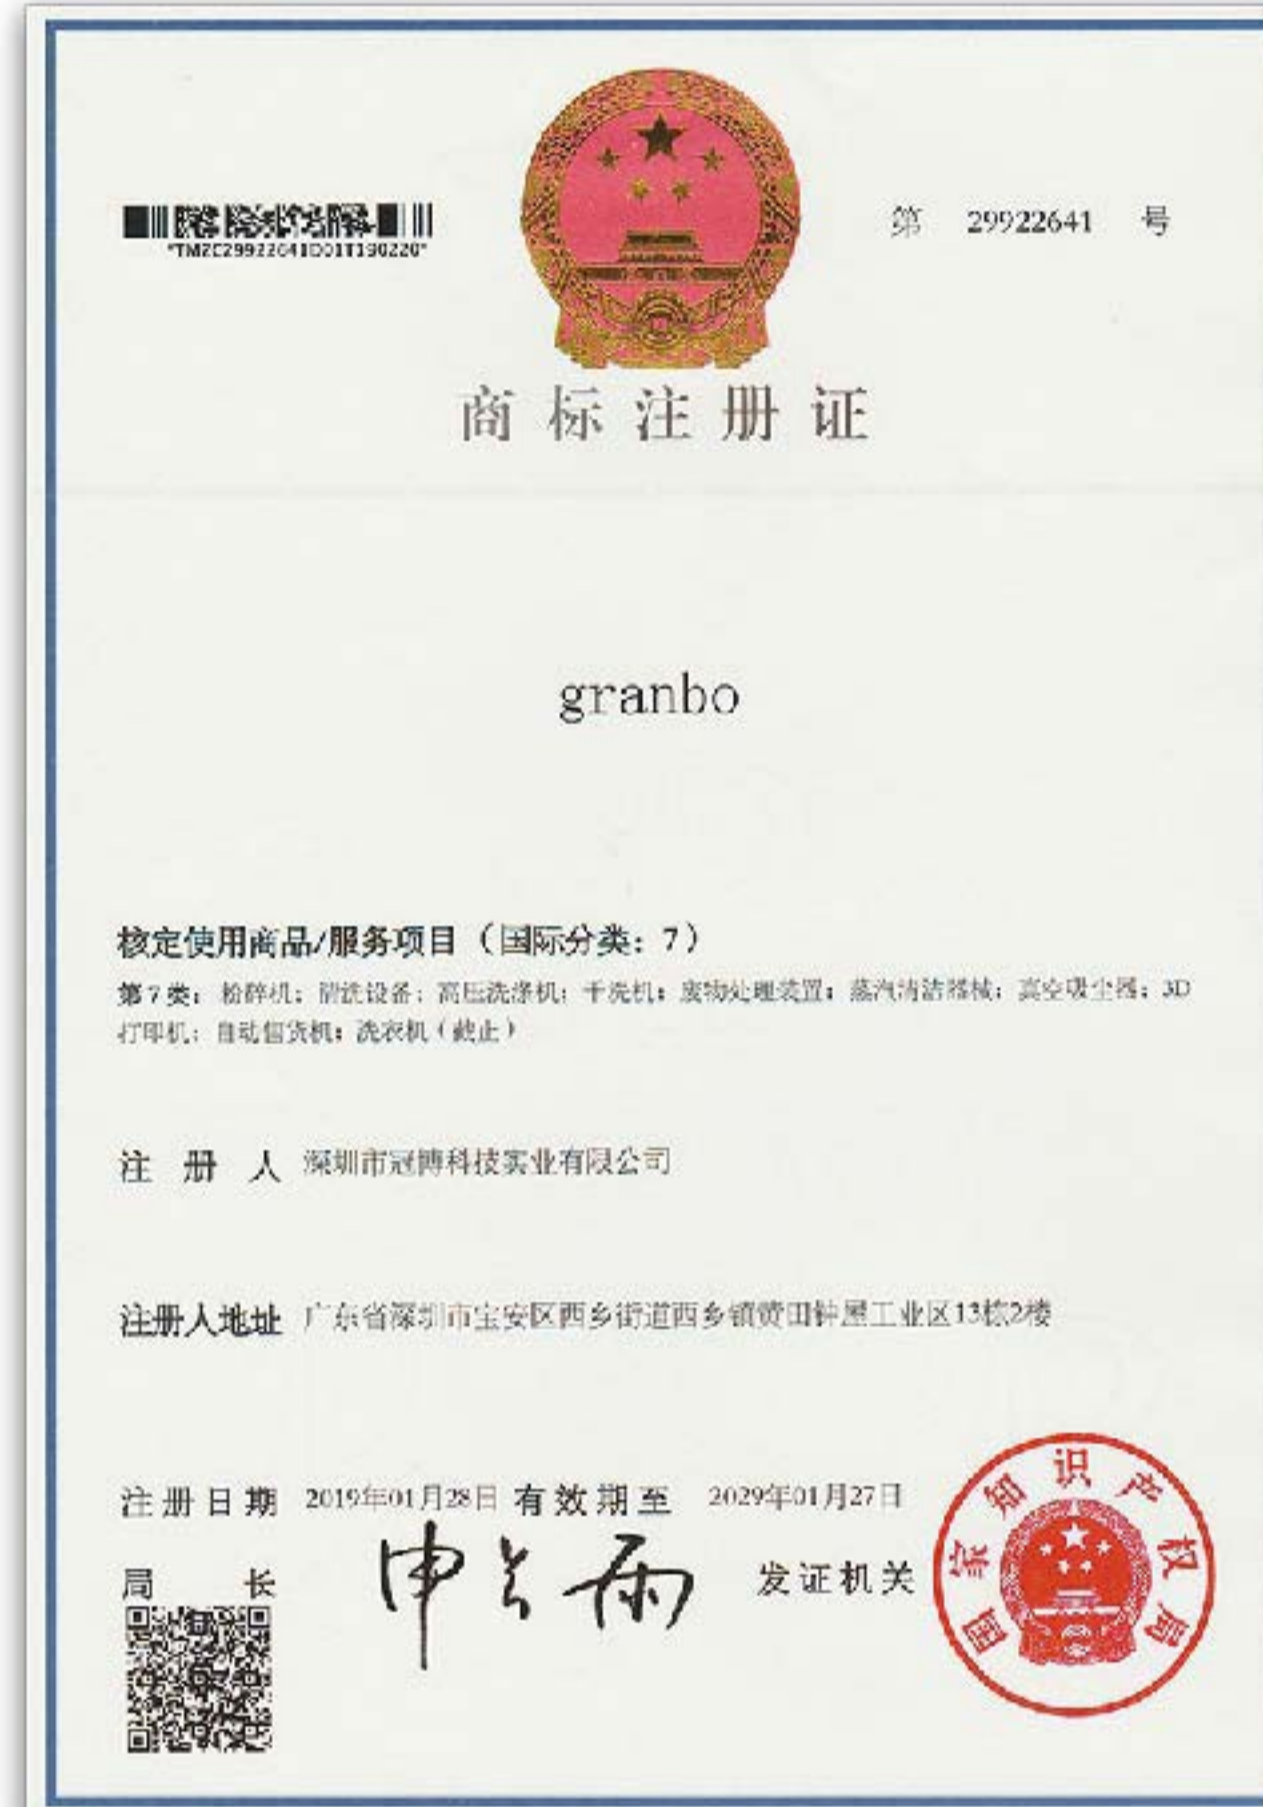 第 29922641 号
*TMZC29922641D01T190220*
商标注册证
granbo
核定使用商品/服务项目（国际分类：7）
第7类：粉碎机；清洗设备；高压洗涤机；干洗机；废物处理装置；蒸汽清洁器械；真空吸尘器；3D
打印机；自动售货机；洗衣机（截止）
注册人 深圳市冠博科技实业有限公司
注册人地址 广东省深圳市宝安区西乡街道西乡镇黄田钟屋工业区13栋2楼
注册日期 2019年01月28日 有效期至 2029年01月27日
局长 申长雨 发证机关
国家知识产权局